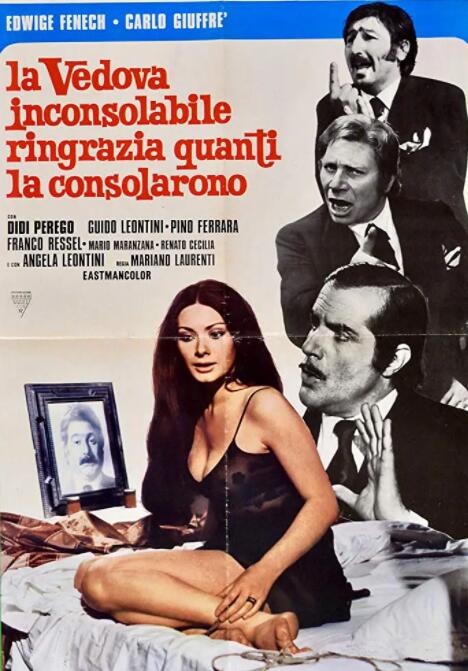 EDWIGE FENECH • CARLO GIUFFRE'
la Vedova
inconsolabile
ringrazia quanti
la consolarono
CON
DIDI PEREGO GUIDO LEONTINI • PINO FERRARA
FRANCO RESSEL • MARIO MARANZANA • RENATO CECILIA
E CON ANGELA LEONTINI REGIA MARIANO LAURENTI
EASTMANCOLOR